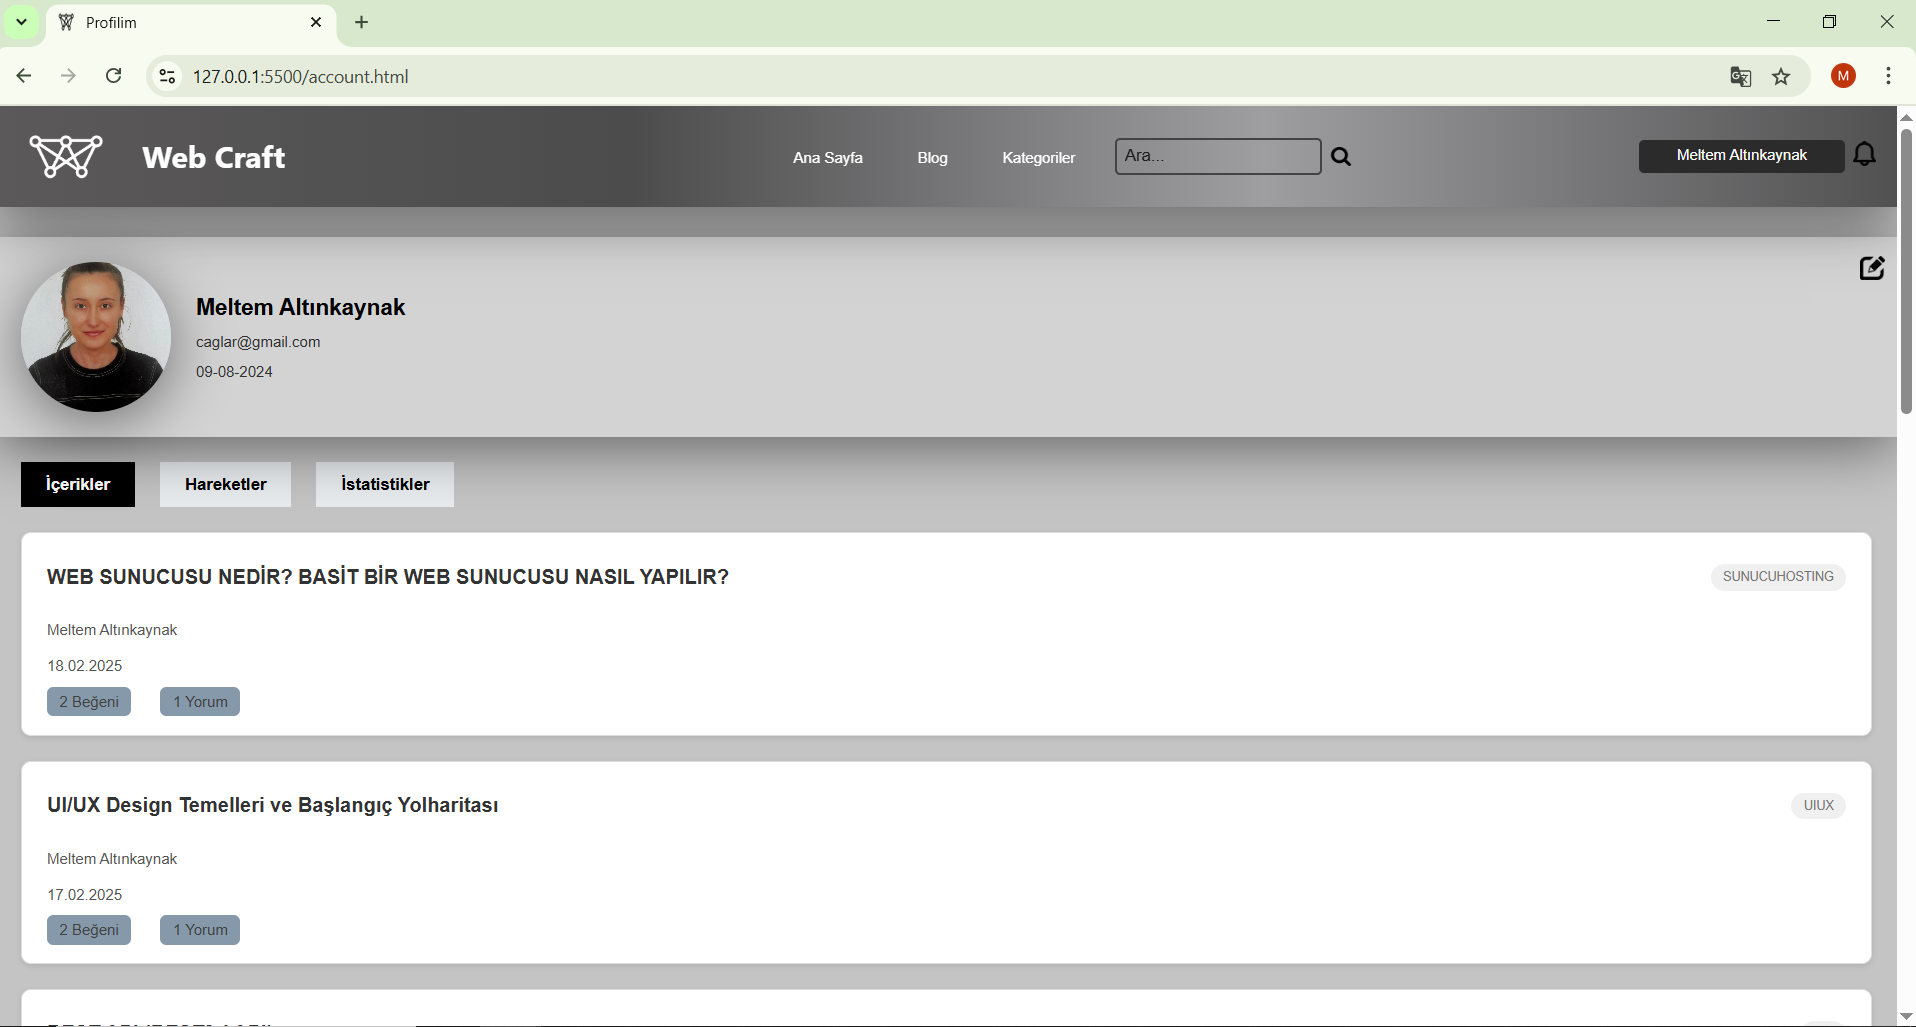 Profilim
127.0.0.1:5500/account.html
M
Web Craft
Ana Sayfa
Blog
Kategoriler
Ara...
Meltem Altınkaynak
Meltem Altınkaynak
caglar@gmail.com
09-08-2024
İçerikler
Hareketler
İstatistikler
WEB SUNUCUSU NEDİR? BASİT BİR WEB SUNUCUSU NASIL YAPILIR?
SUNUCUHOSTING
Meltem Altınkaynak
18.02.2025
2 Beğeni
1 Yorum
UI/UX Design Temelleri ve Başlangıç Yolharitası
UIUX
Meltem Altınkaynak
17.02.2025
2 Beğeni
1 Yorum